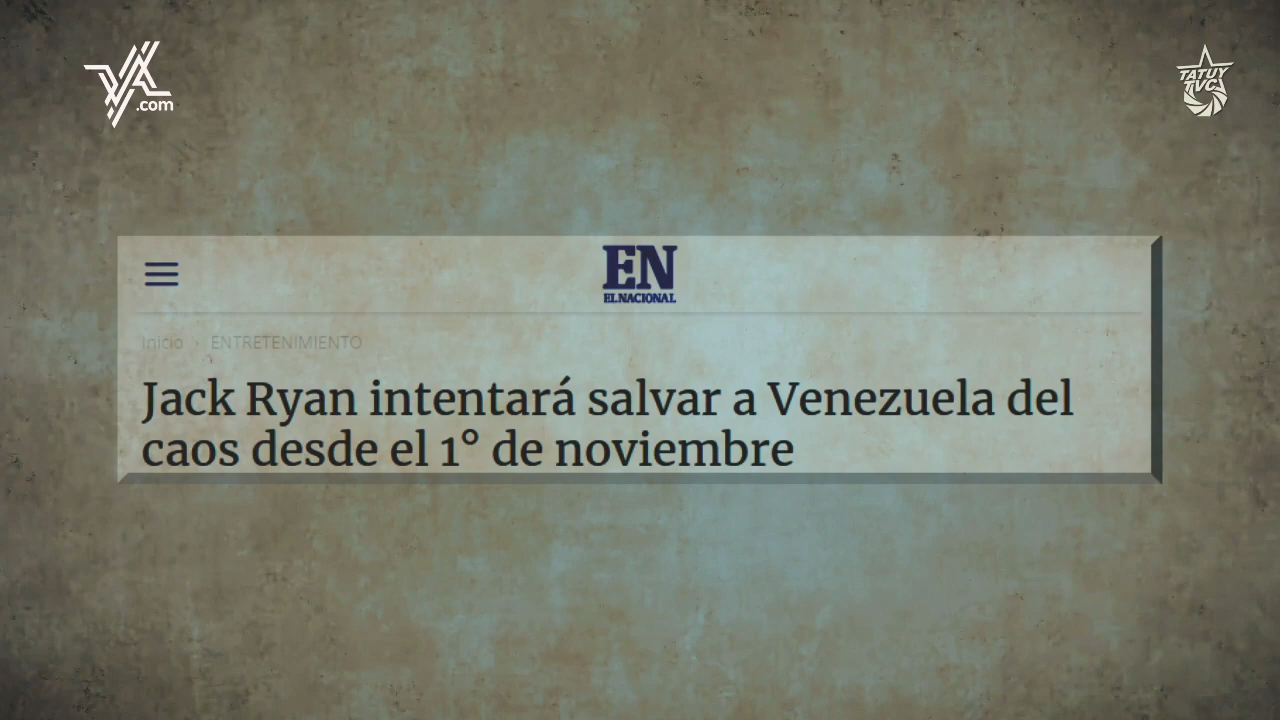 VA
.com
TATUY
TVC
EN
EL NACIONAL
Inicio › ENTRETENIMIENTO
Jack Ryan intentará salvar a Venezuela del
caos desde el 1° de noviembre